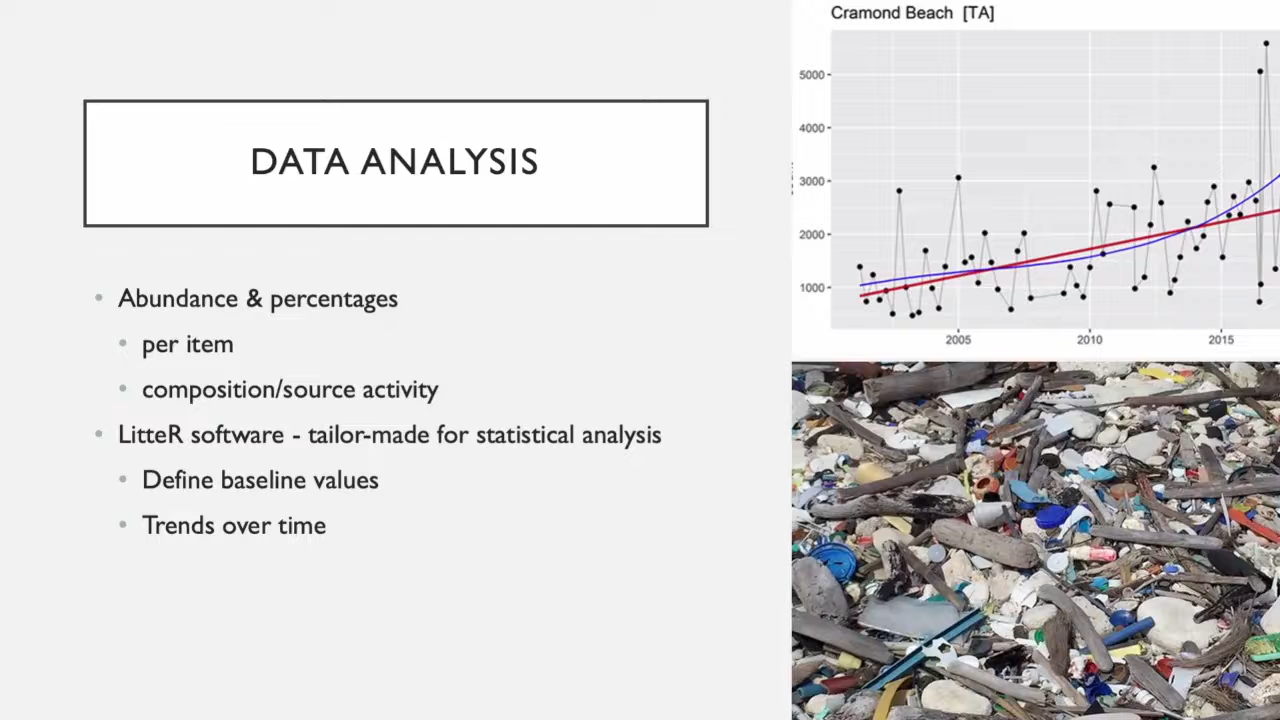 DATA ANALYSIS
Abundance & percentages
per item
composition/source activity
LitteR software - tailor-made for statistical analysis
Define baseline values
Trends over time
Cramond Beach [TA]
5000
4000
3000
2000
1000
2005 2010 2015